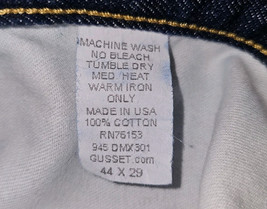 MACHINE WASH
NO BLEACH
TUMBLE DRY
MED HEAT
WARM IRON
ONLY
MADE IN USA
100% COTTON
RN76153
945 DMX301
GUSSET.com
44 X 29